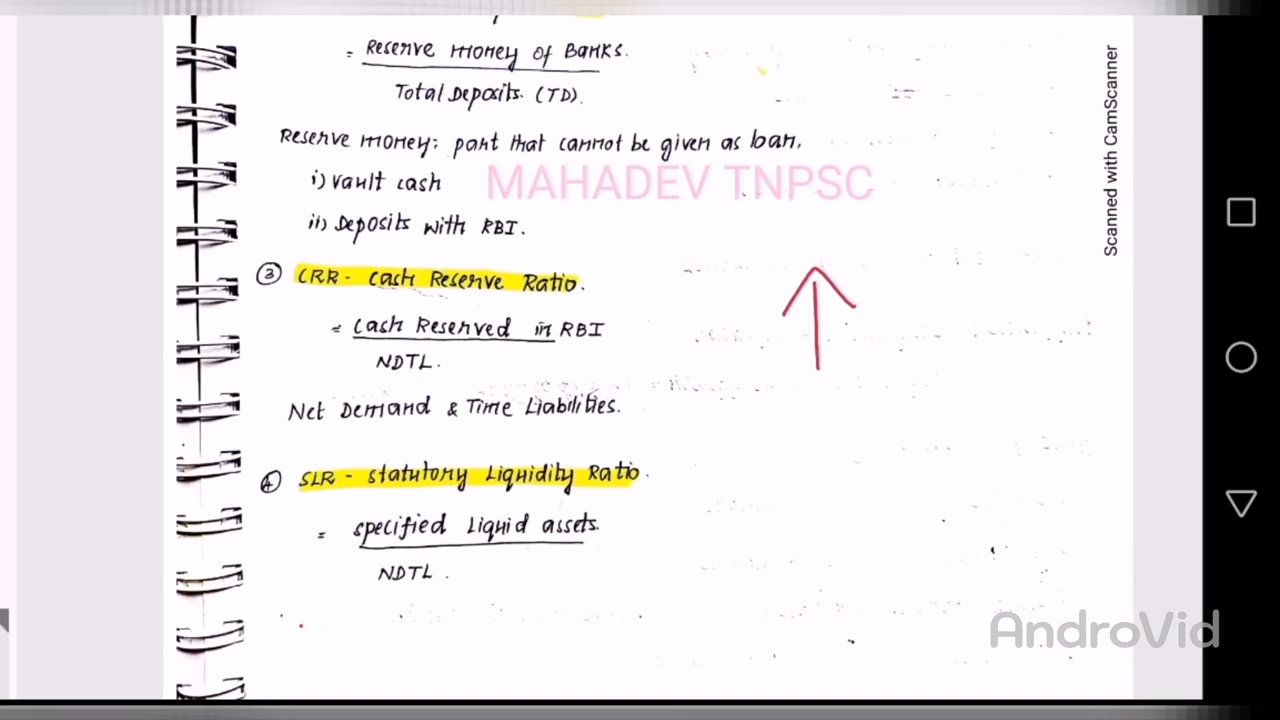 = Reserve money of Banks.
Total Deposits. (TD).
Reserve money: part that cannot be given as loan.
i) Vault cash
MAHADEV TNPSC
ii) Deposits with RBI.
③ CRR - Cash Reserve Ratio.
= Cash Reserved in RBI
NDTL.
Net Demand & Time Liabilities.
④ SLR - Statutory Liquidity Ratio.
= Specified Liquid assets.
NDTL.
Scanned with CamScanner
AndroVid